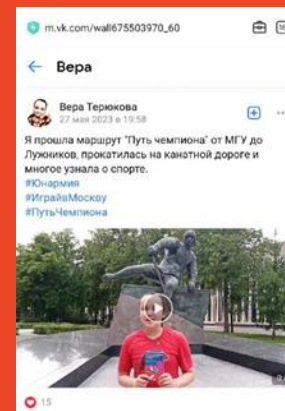 m.vk.com/wall675503970_60
Вера
Вера Терюкова
27 мая 2023 в 19:58
Я прошла маршрут "Путь чемпиона" от МГУ до
Лужников, прокатилась на канатной дороге и
многое узнала о спорте.
#Юнармия
#ИграйвМоскву
#ПутьЧемпиона
15